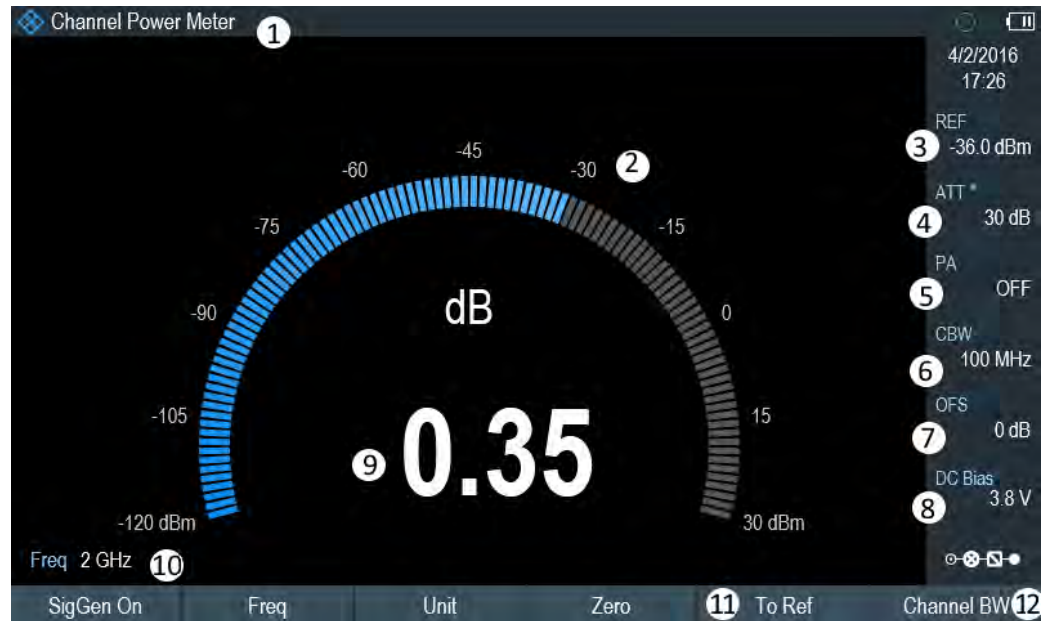 Channel Power Meter
1
4/2/2016
17:26
REF
3 -36.0 dBm
ATT *
4 30 dB
PA
5 OFF
CBW
6 100 MHz
OFS
7 0 dB
DC Bias
8 3.8 V
-45
-60 -30 2
-75 -15
dB
-90 0
-105 15
9 0.35
-120 dBm 30 dBm
Freq 2 GHz 10
SigGen On Freq Unit Zero 11 To Ref Channel BW 12